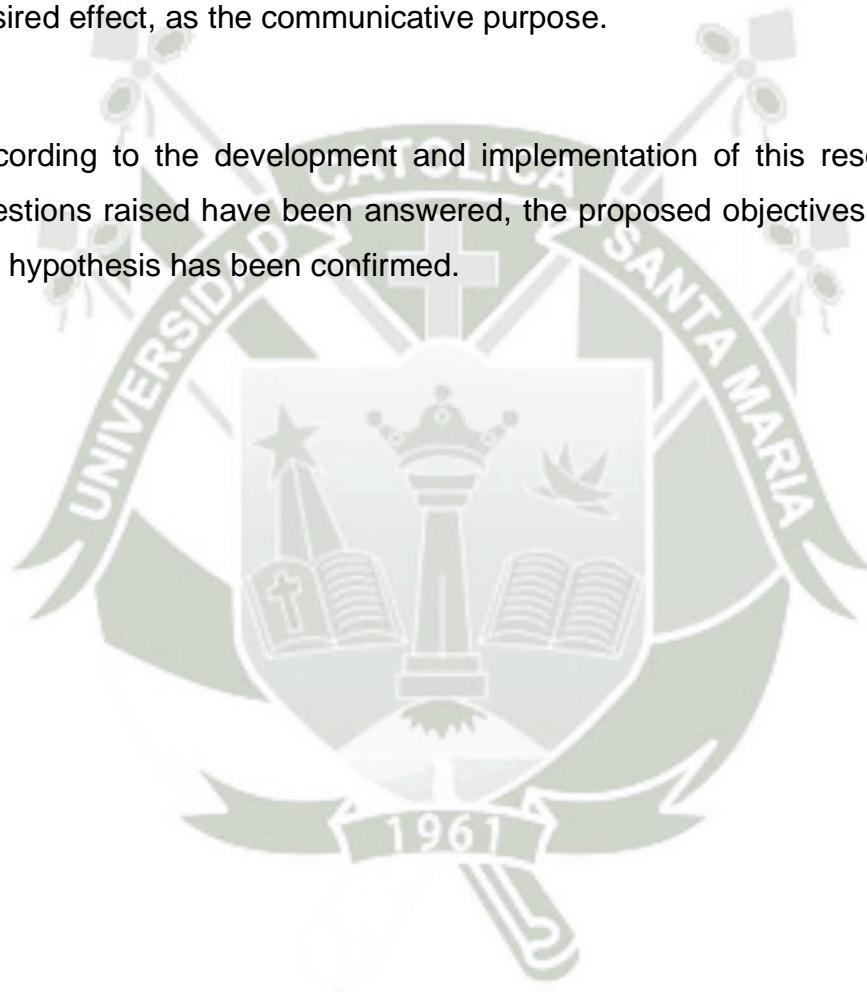 sired effect, as the communicative purpose.
cording to the development and implementation of this rese
estions raised have been answered, the proposed objectives
hypothesis has been confirmed.
UNIVERSIDAD CATOLICA SANTA MARIA
1961